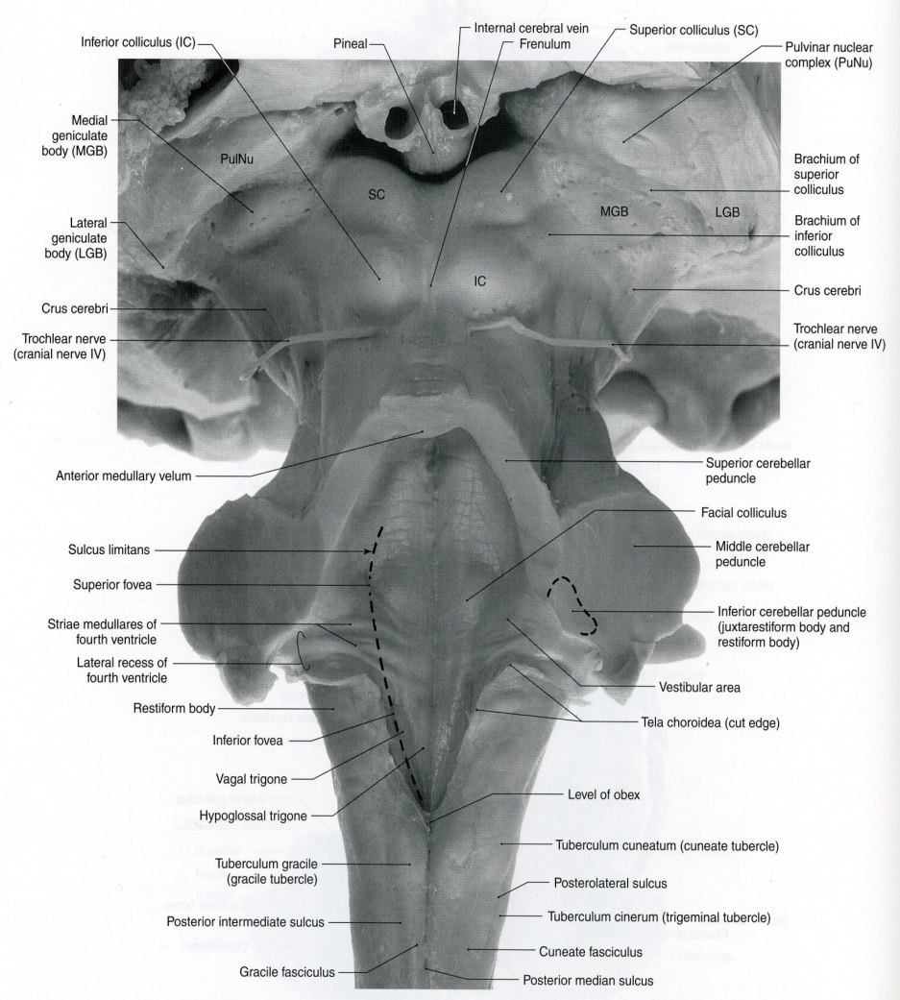 Internal cerebral vein
Inferior colliculus (IC)
Pineal
Frenulum
Superior colliculus (SC)
Pulvinar nuclear
complex (PuNu)
Medial
geniculate
body (MGB)
PulNu
SC
Brachium of
superior
colliculus
MGB
LGB
Lateral
geniculate
body (LGB)
Brachium of
inferior
colliculus
IC
Crus cerebri
Crus cerebri
Trochlear nerve
(cranial nerve IV)
Trochlear nerve
(cranial nerve IV)
Anterior medullary velum
Superior cerebellar
peduncle
Facial colliculus
Sulcus limitans
Middle cerebellar
peduncle
Superior fovea
Striae medullares of
fourth ventricle
Inferior cerebellar peduncle
(juxtarestiform body and
restiform body)
Lateral recess of
fourth ventricle
Vestibular area
Restiform body
Tela choroidea (cut edge)
Inferior fovea
Vagal trigone
Level of obex
Hypoglossal trigone
Tuberculum cuneatum (cuneate tubercle)
Tuberculum gracile
(gracile tubercle)
Posterolateral sulcus
Posterior intermediate sulcus
Tuberculum cinerum (trigeminal tubercle)
Cuneate fasciculus
Gracile fasciculus
Posterior median sulcus